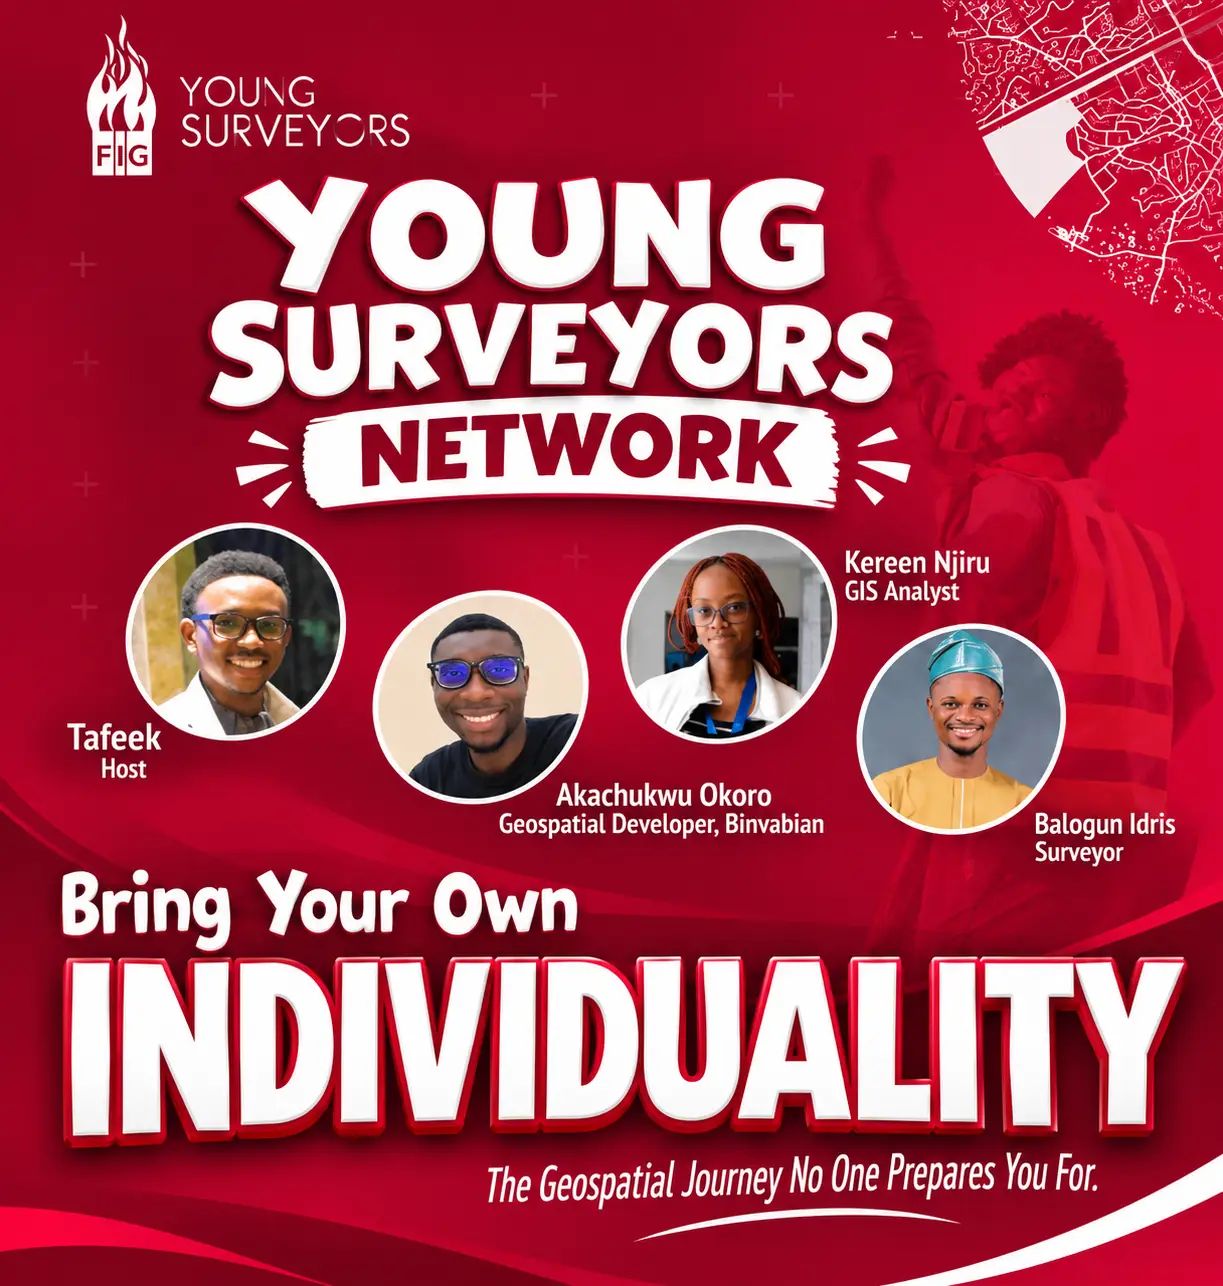 FIG
YOUNG
SURVEYORS
YOUNG
SURVEYORS
NETWORK
Kereen Njiru
GIS Analyst
Tafeek
Host
Akachukwu Okoro
Geospatial Developer, Binvabian
Balogun Idris
Surveyor
Bring Your Own
INDIVIDUALITY
The Geospatial Journey No One Prepares You For.